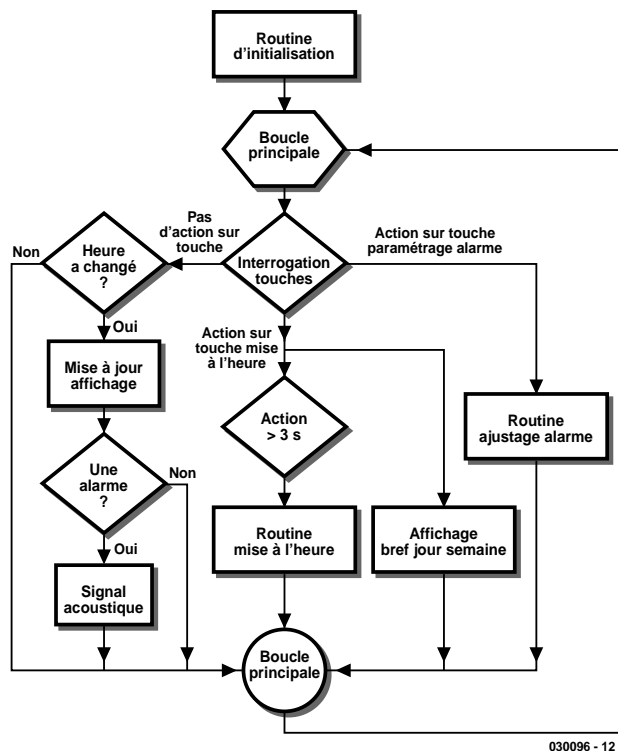 Routine
d'initialisation
Boucle
principale
Pas
d'action sur
touche
Action sur touche
paramétrage alarme
Non
Heure
a changé
?
Interrogation
touches
Oui
Action sur
touche mise
à l'heure
Mise à jour
affichage
Action
> 3 s
Routine
ajustage alarme
Une
alarme
?
Non
Oui
Routine
mise à l'heure
Affichage
bref jour semaine
Signal
acoustique
Boucle
principale
030096 - 12